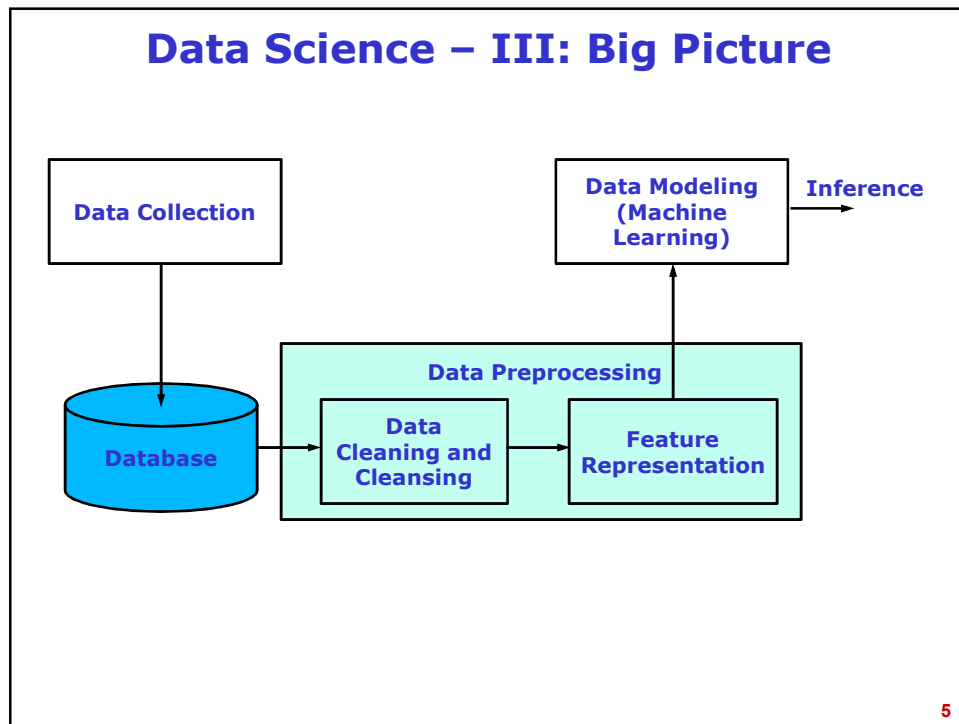 Data Science – III: Big Picture
Data Collection
Data Modeling
(Machine
Learning)
Inference
Data Preprocessing
Database
Data
Cleaning and
Cleansing
Feature
Representation
5